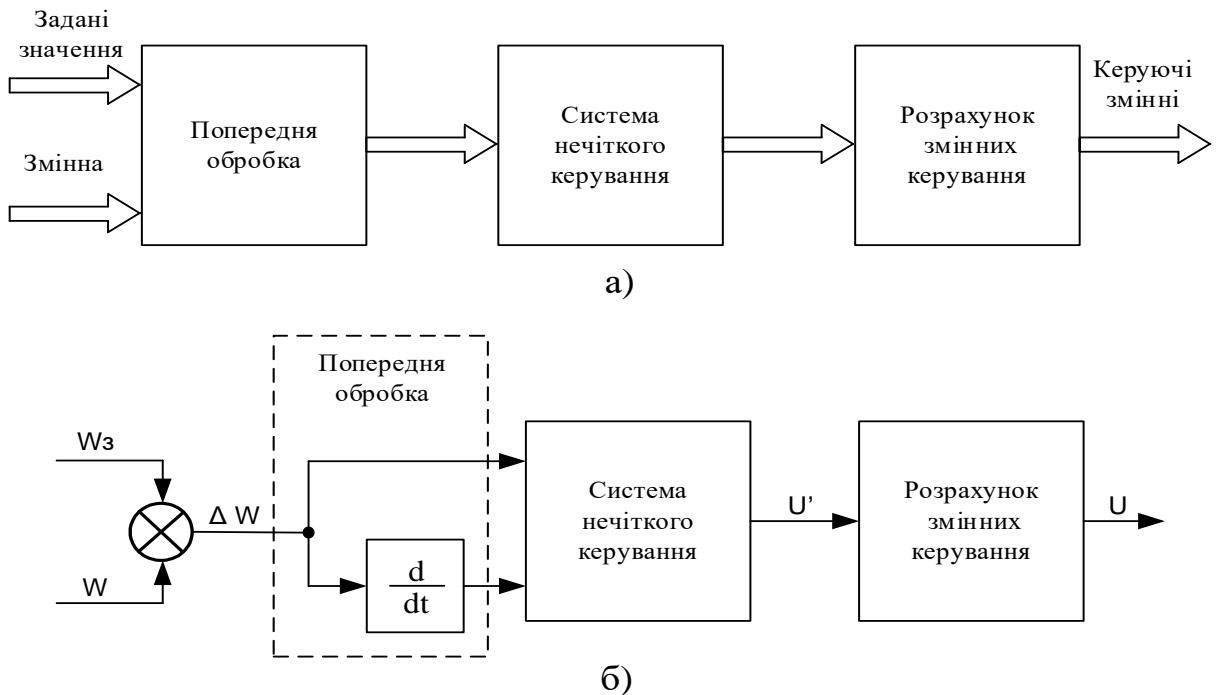 Задані
значення
Змінна
Попередня
обробка
Система
нечіткого
керування
Розрахунок
змінних
керування
Керуючі
змінні
а)
Попередня
обробка
Wз
W
Δ W
d
dt
Система
нечіткого
керування
U’
Розрахунок
змінних
керування
U
б)